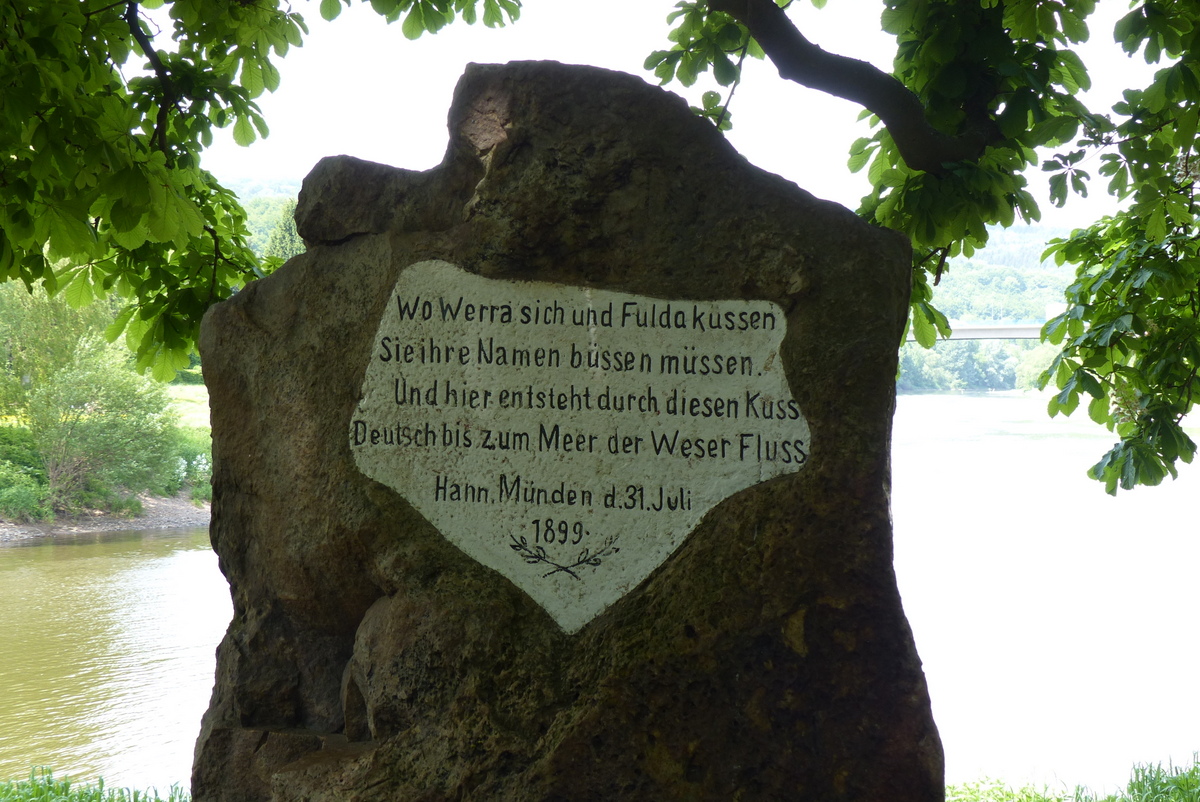 Wo Werra sich und Fulda küssen
Sie ihre Namen büssen müssen.
Und hier entsteht durch diesen Kuss
Deutsch bis zum Meer der Weser Fluss
Hann. Münden d. 31. Juli
1899.